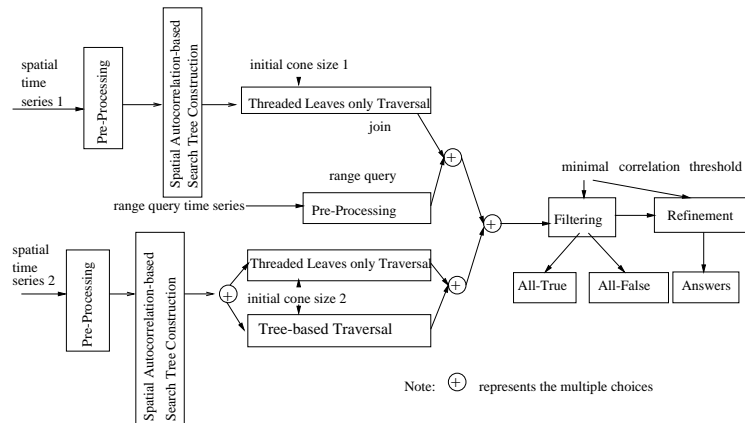 spatial
time
series 1
Pre-Processing
Spatial Autocorrelation-based
Search Tree Construction
initial cone size 1
Threaded Leaves only Traversal
join
range query
range query time series
Pre-Processing
minimal correlation threshold
Filtering
Refinement
All-True
All-False
Answers
spatial
time
series 2
Pre-Processing
Spatial Autocorrelation-based
Search Tree Construction
Threaded Leaves only Traversal
initial cone size 2
Tree-based Traversal
Note: + represents the multiple choices